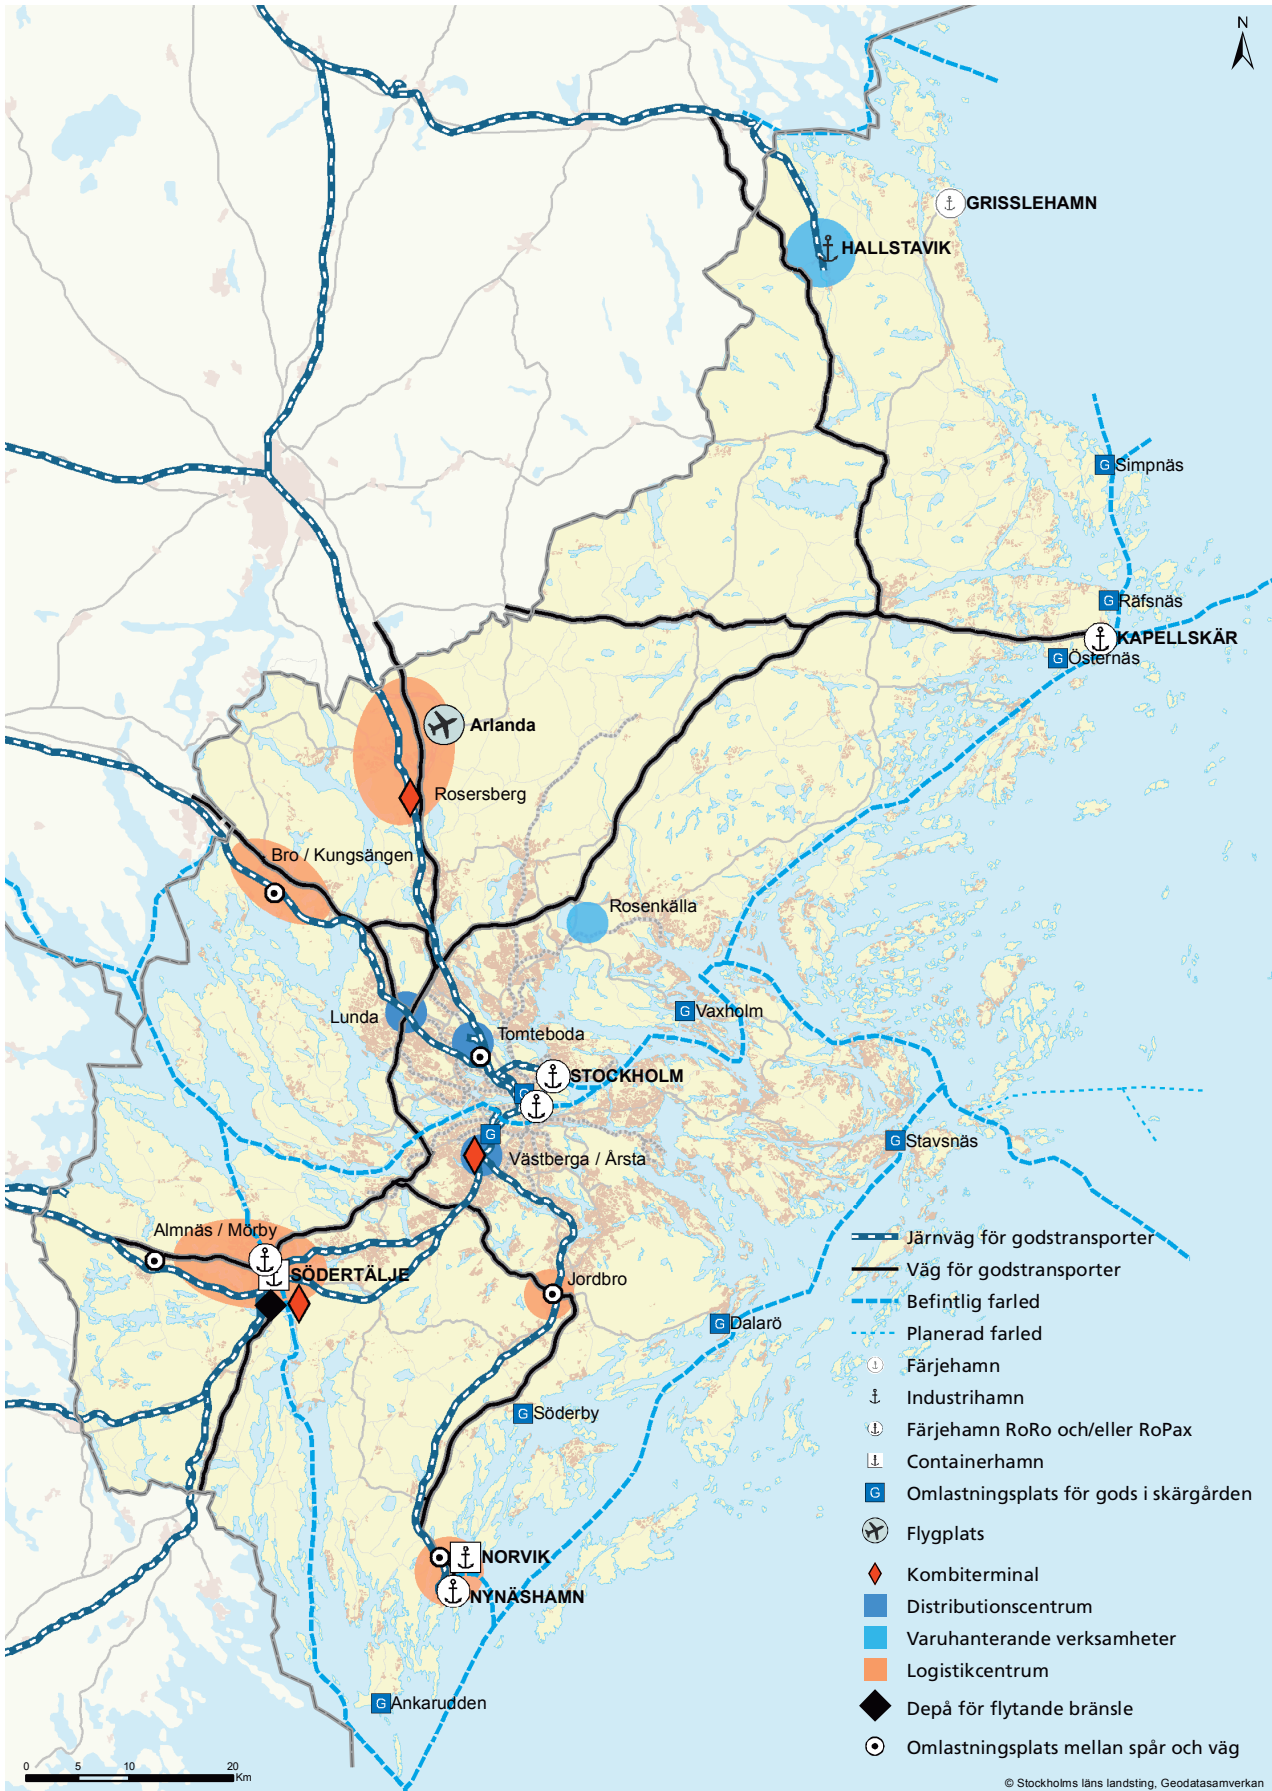 N
GRISSLEHAMN
HALLSTAVIK
G Simpnäs
G Räfsnäs
KAPELLSKÄR
G Östernäs
Arlanda
Rosersberg
Bro / Kungsängen
Rosenkälla
Lunda
G Vaxholm
Tomteboda
STOCKHOLM
G
G
G Stavsnäs
Västberga / Årsta
Almnäs / Mörby
SÖDERTÄLJE
Jordbro
G Dalarö
G Söderby
NORVIK
NYNÄSHAMN
G Ankarudden
Järnväg för godstransporter
Väg för godstransporter
Befintlig farled
Planerad farled
Färjehamn
Industrihamn
Färjehamn RoRo och/eller RoPax
Containerhamn
G Omlastningsplats för gods i skärgården
Flygplats
Kombiterminal
Distributionscentrum
Varuhanterande verksamheter
Logistikcentrum
Depå för flytande bränsle
Omlastningsplats mellan spår och väg
0 5 10 20
Km
© Stockholms läns landsting, Geodatasamverkan